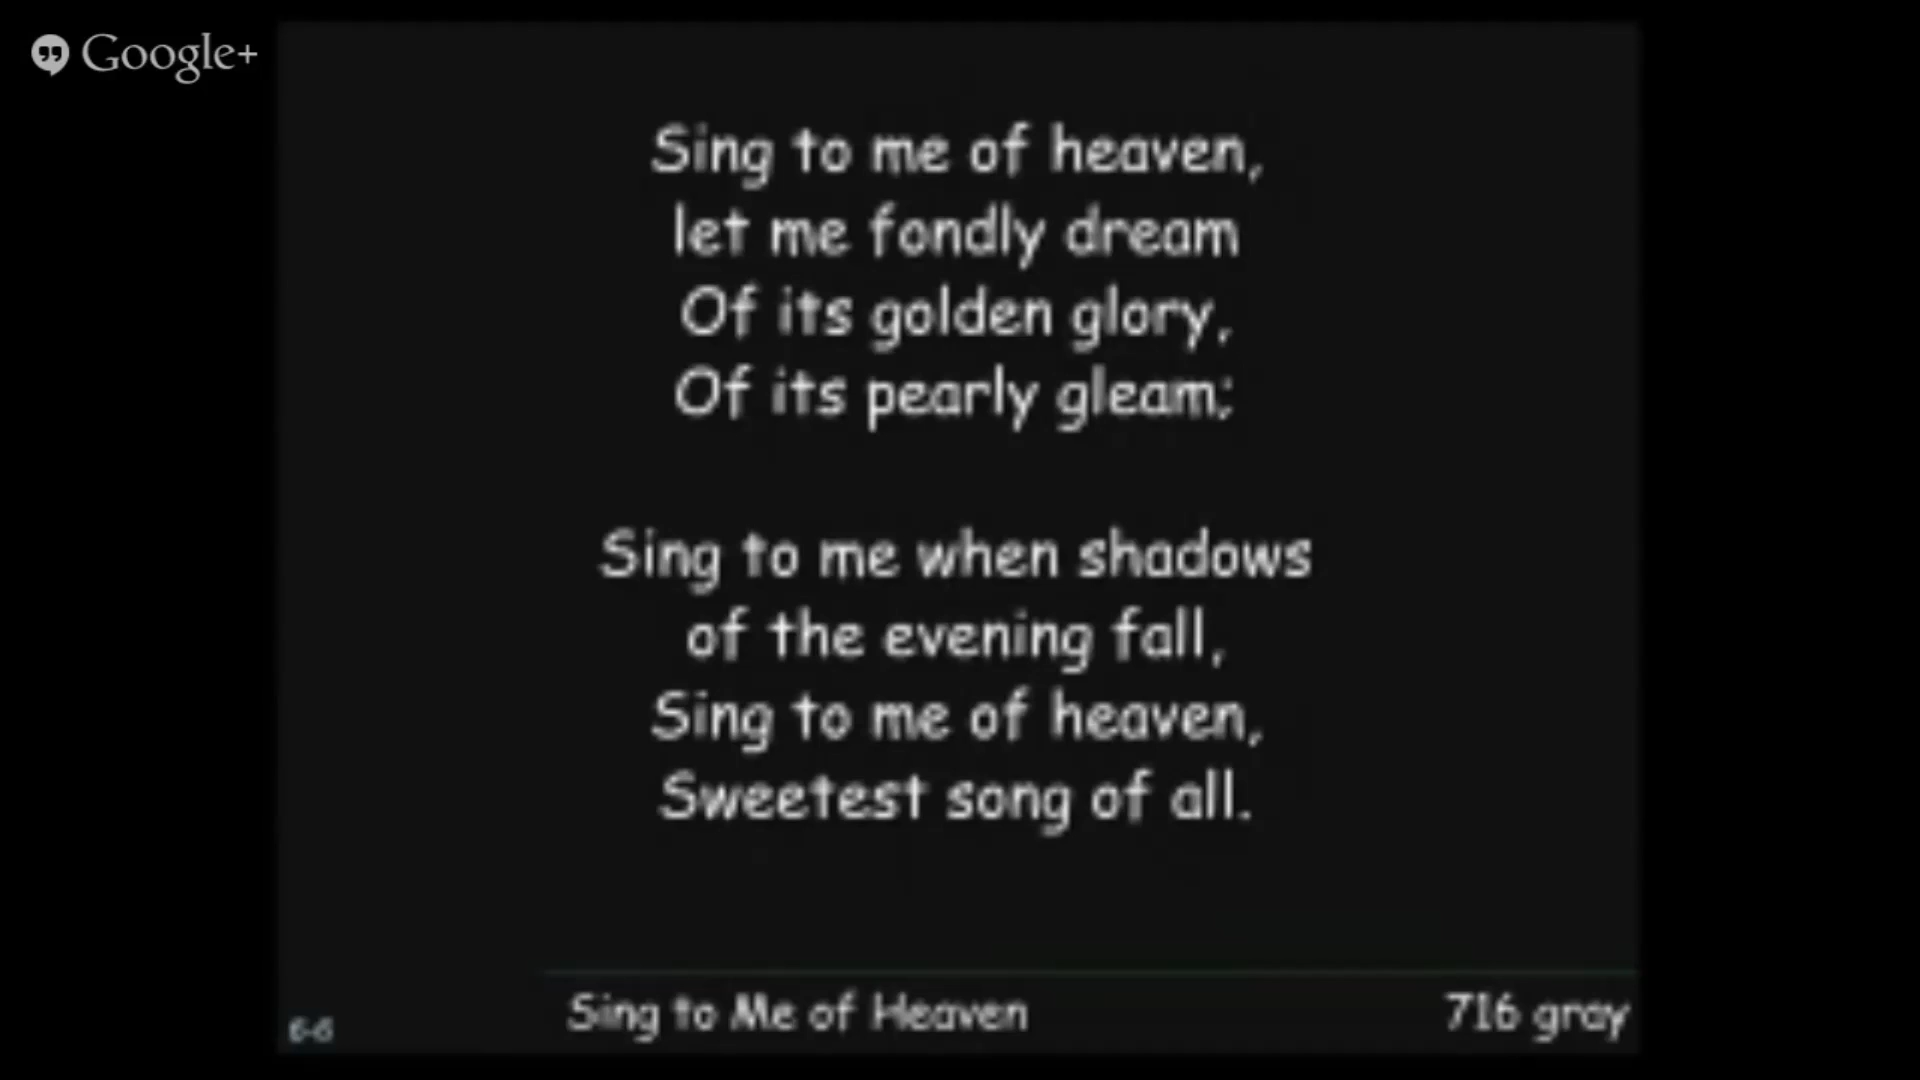 Google+
Sing to me of heaven,
let me fondly dream
Of its golden glory,
Of its pearly gleam;
Sing to me when shadows
of the evening fall,
Sing to me of heaven,
Sweetest song of all.
6-6
Sing to Me of Heaven
716 gray